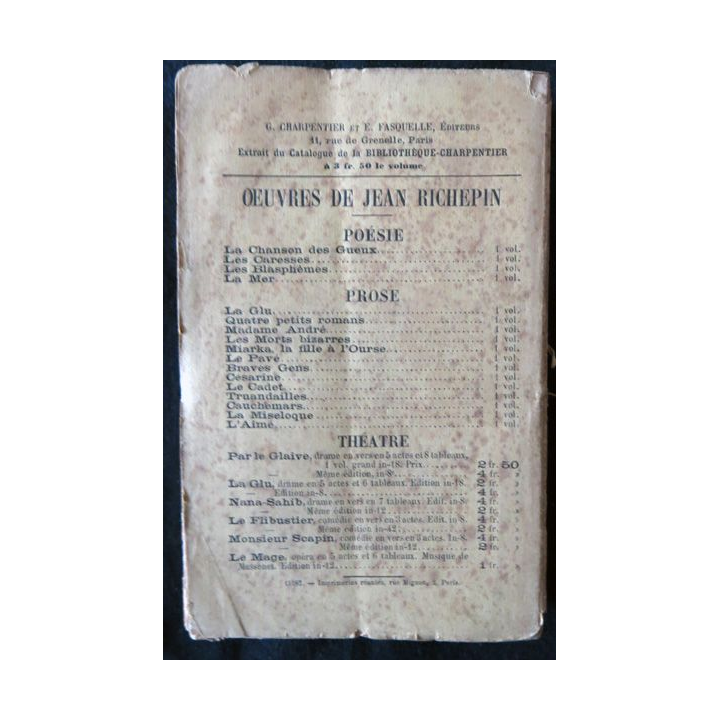 G. CHARPENTIER ET E. FASQUELLE, ÉDITEURS
11, rue de Grenelle, Paris
Extrait du Catalogue de la BIBLIOTHÈQUE-CHARPENTIER
à 3 fr. 50 le volume.
ŒUVRES DE JEAN RICHEPIN
POÉSIE
La Chanson des Gueux 1 vol.
Les Caresses 1 vol.
Les Blasphèmes 1 vol.
La Mer 1 vol.
PROSE
La Glu 1 vol.
Quatre petits romans 1 vol.
Madame André 1 vol.
Les Morts bizarres 1 vol.
Miarka, la fille à l'Ourse 1 vol.
Le Pavé 1 vol.
Braves Gens 1 vol.
Césarine 1 vol.
Le Cadet 1 vol.
Truandailles 1 vol.
Cauchemars 1 vol.
La Miseloque 1 vol.
L'Aimé 1 vol.
THÉATRE
Par le Glaive, drame en vers en 5 actes et 8 tableaux,
1 vol. grand in-18. Prix 2 fr. 50
— Même édition, in-8° 4 fr. »
La Glu, drame en 5 actes et 6 tableaux. Édition in-18. 2 fr. »
— Édition in-8. 4 fr. »
Nana-Sahib, drame en vers en 7 tableaux. Édit. in-8. 4 fr. »
— Même édition in-12 2 fr. »
Le Flibustier, comédie en vers en 3 actes. Édit. in-8. 4 fr. »
— Même édition in-12. 2 fr. »
Monsieur Scapin, comédie en vers en 3 actes. In-8. 4 fr. »
— Même édition in-12 2 fr. »
Le Mage, opéra en 5 actes et 6 tableaux. Musique de
Massenet. Édition in-12. 1 fr. »
— Imprimeries réunies, rue Mignon, 2, Paris.